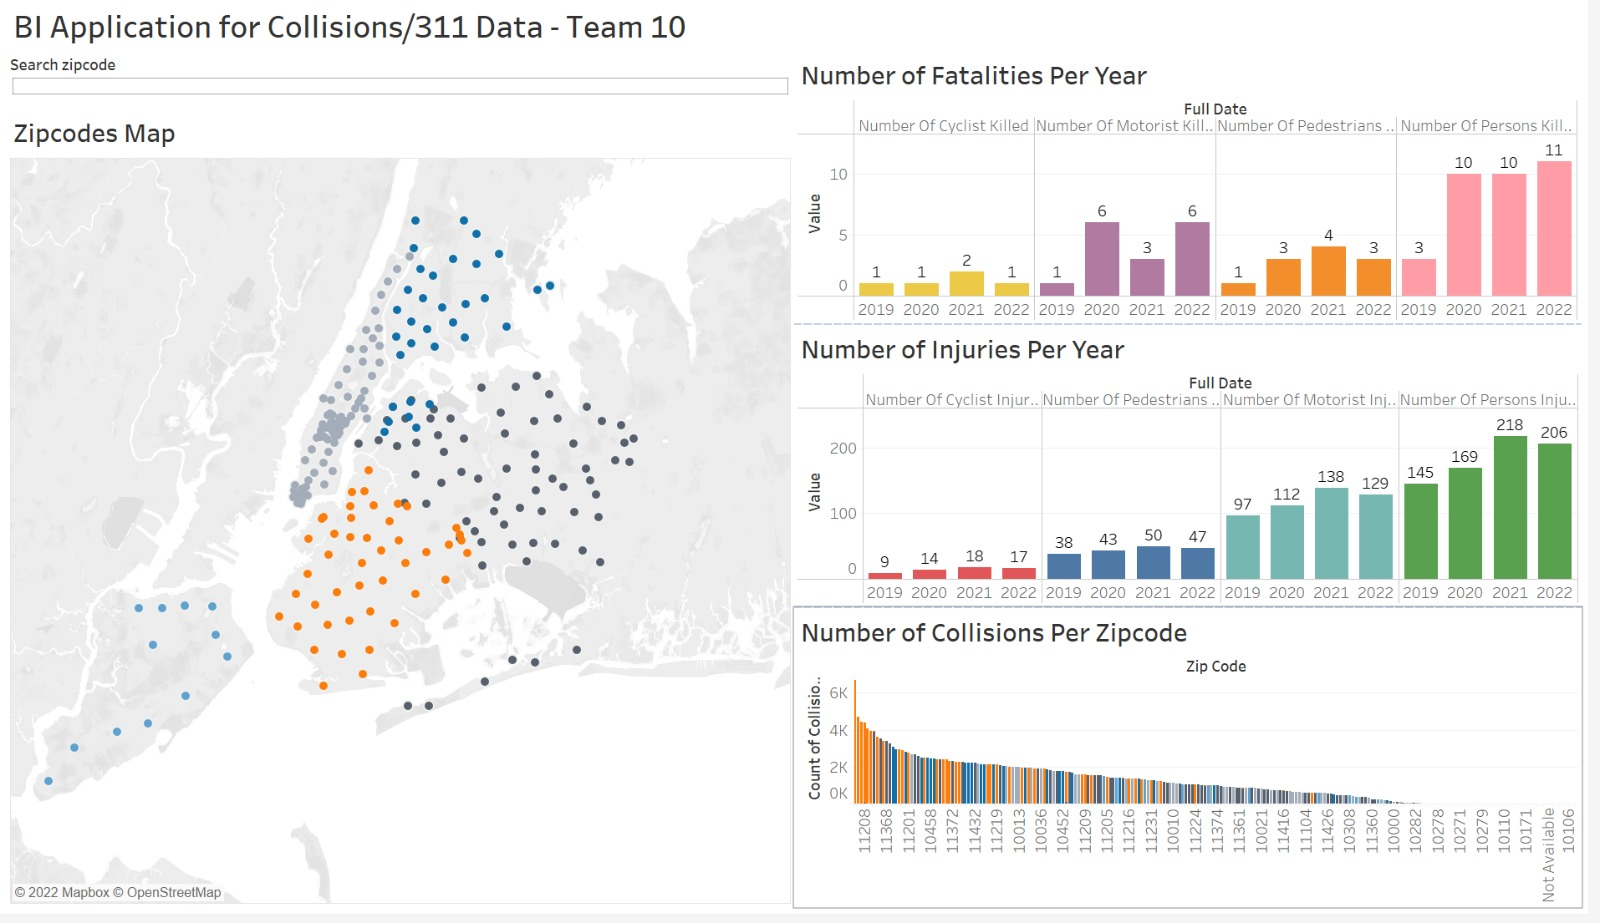 BI Application for Collisions/311 Data - Team 10
Search zipcode
Zipcodes Map
© 2022 Mapbox © OpenStreetMap
Number of Fatalities Per Year
Full Date
Number Of Cyclist Killed Number Of Motorist Kill.. Number Of Pedestrians .. Number Of Persons Kill..
Value
10
5
0
1 1 2 1 1 6 3 6 1 3 4 3 3 10 10 11
2019 2020 2021 2022 2019 2020 2021 2022 2019 2020 2021 2022 2019 2020 2021 2022
Number of Injuries Per Year
Full Date
Number Of Cyclist Injur.. Number Of Pedestrians .. Number Of Motorist Inj.. Number Of Persons Inju..
Value
200
100
0
9 14 18 17 38 43 50 47 97 112 138 129 145 169 218 206
2019 2020 2021 2022 2019 2020 2021 2022 2019 2020 2021 2022 2019 2020 2021 2022
Number of Collisions Per Zipcode
Zip Code
Count of Collisio..
6K
4K
2K
0K
11208 11368 11201 10458 11372 11432 11219 10013 10036 10452 11209 11205 11216 11231 10010 11224 11374 11361 10021 11416 11104 11426 10308 11360 10000 10282 10278 10271 10279 10110 10171 Not Available 10106